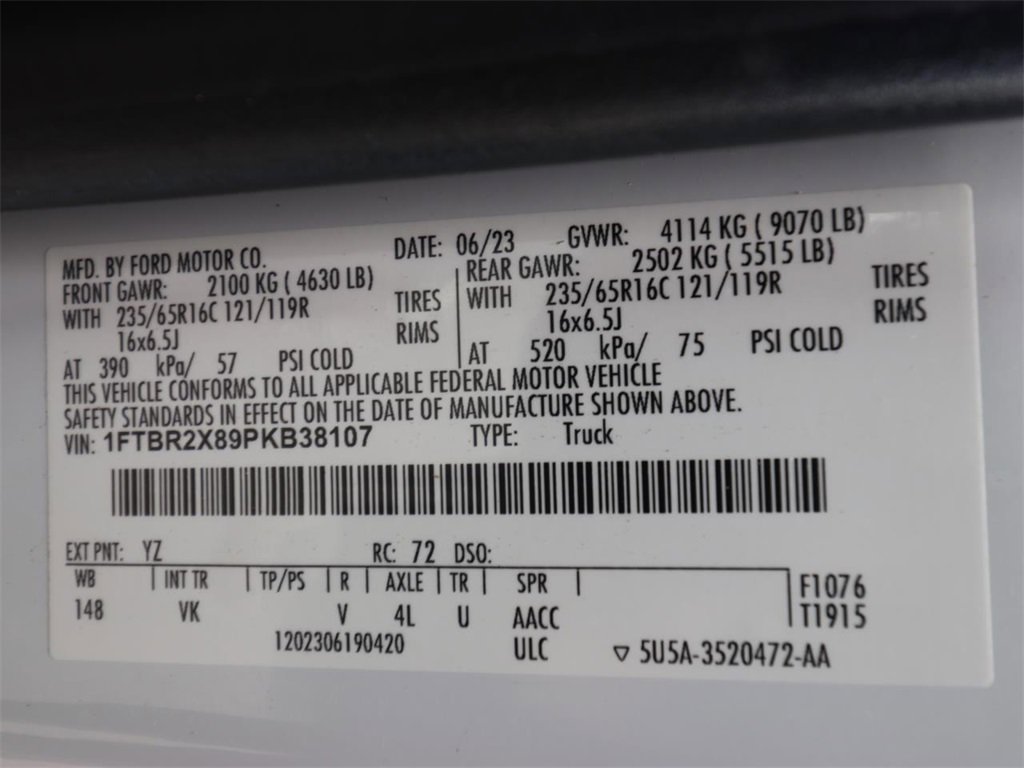 MFD. BY FORD MOTOR CO. DATE: 06/23 GVWR: 4114 KG ( 9070 LB)
FRONT GAWR: 2100 KG ( 4630 LB) REAR GAWR: 2502 KG ( 5515 LB)
WITH 235/65R16C 121/119R TIRES WITH 235/65R16C 121/119R TIRES
16x6.5J RIMS 16x6.5J RIMS
AT 390 kPa/ 57 PSI COLD AT 520 kPa/ 75 PSI COLD
THIS VEHICLE CONFORMS TO ALL APPLICABLE FEDERAL MOTOR VEHICLE
SAFETY STANDARDS IN EFFECT ON THE DATE OF MANUFACTURE SHOWN ABOVE.
VIN: 1FTBR2X89PKB38107 TYPE: Truck
EXT PNT: YZ RC: 72 DSO:
WB INT TR TP/PS R AXLE TR SPR F1076
148 VK V 4L U AACC T1915
1202306190420 ULC ▽ 5U5A-3520472-AA